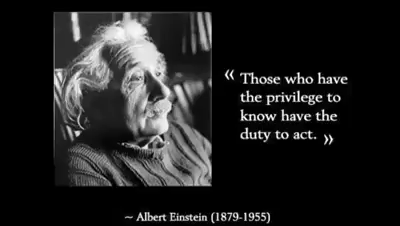 « Those who have
the privilege to
know have the
duty to act. »
~ Albert Einstein (1879-1955)